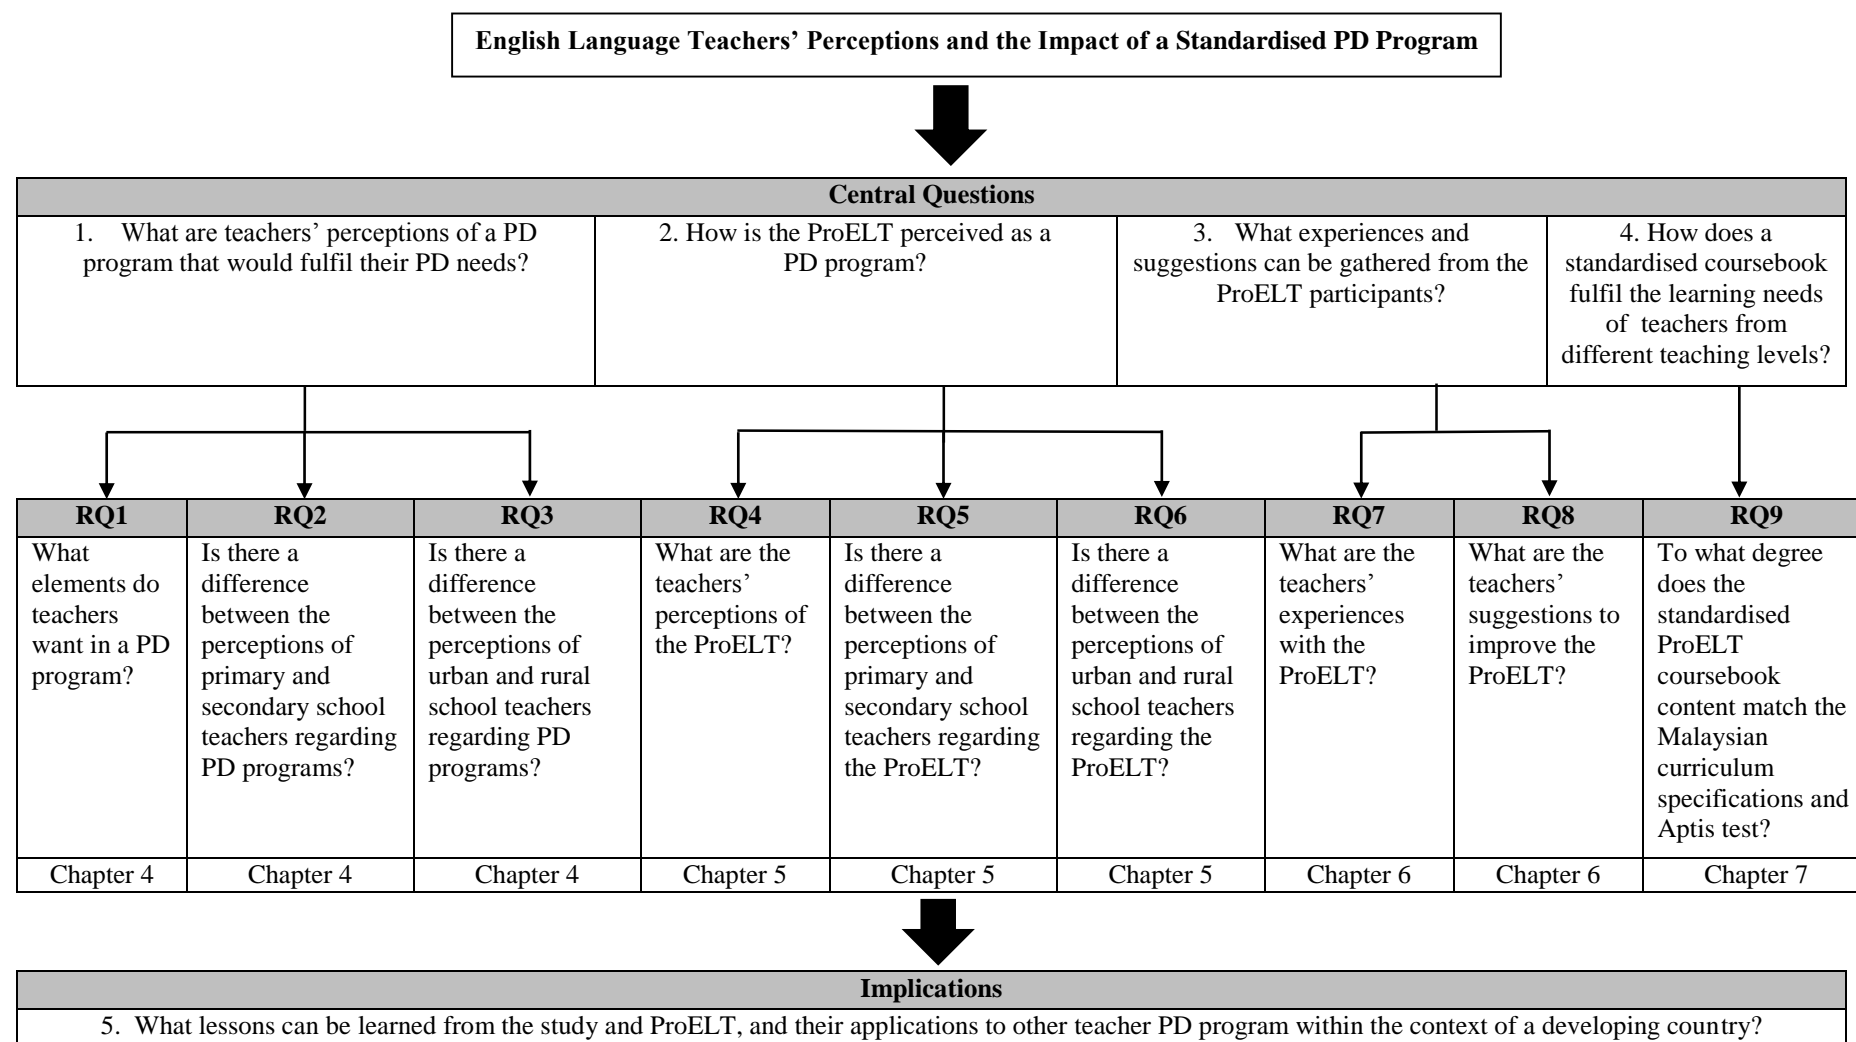 English Language Teachers’ Perceptions and the Impact of a Standardised PD Program
Central Questions
1. What are teachers’ perceptions of a PD
program that would fulfil their PD needs?
2. How is the ProELT perceived as a
PD program?
3. What experiences and
suggestions can be gathered from the
ProELT participants?
4. How does a
standardised coursebook
fulfil the learning needs
of teachers from
different teaching levels?
RQ1
RQ2
RQ3
RQ4
RQ5
RQ6
RQ7
RQ8
RQ9
What
elements do
teachers
want in a PD
program?
Is there a
difference
between the
perceptions of
primary and
secondary school
teachers regarding
PD programs?
Is there a
difference
between the
perceptions of
urban and rural
school teachers
regarding PD
programs?
What are the
teachers’
perceptions of
the ProELT?
Is there a
difference
between the
perceptions of
primary and
secondary school
teachers regarding
the ProELT?
Is there a
difference
between the
perceptions of
urban and rural
school teachers
regarding the
ProELT?
What are the
teachers’
experiences
with the
ProELT?
What are the
teachers’
suggestions to
improve the
ProELT?
To what degree
does the
standardised
ProELT
coursebook
content match the
Malaysian
curriculum
specifications and
Aptis test?
Chapter 4
Chapter 4
Chapter 4
Chapter 5
Chapter 5
Chapter 5
Chapter 6
Chapter 6
Chapter 7
Implications
5. What lessons can be learned from the study and ProELT, and their applications to other teacher PD program within the context of a developing country?